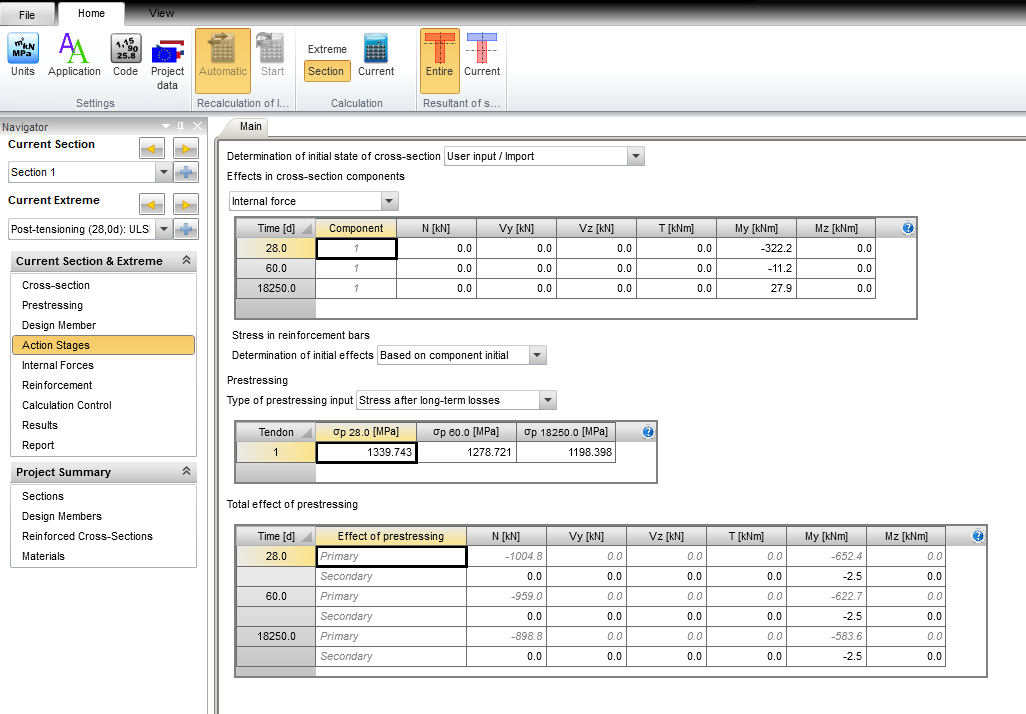 File Home View
m³ kN MPa 1,15 90 25.8
Units Application Code Project data
Automatic Start
Extreme
Section Current
Entire Current
Settings Recalculation of I... Calculation Resultant of s...
Navigator
Current Section
Section 1
Current Extreme
Post-tensioning (28,0d): ULS
Current Section & Extreme
Cross-section
Prestressing
Design Member
Action Stages
Internal Forces
Reinforcement
Calculation Control
Results
Report
Project Summary
Sections
Design Members
Reinforced Cross-Sections
Materials
Main
Determination of initial state of cross-section User input / Import
Effects in cross-section components
Internal force
Time [d] Component N [kN] Vy [kN] Vz [kN] T [kNm] My [kNm] Mz [kNm] ?
28.0 1 0.0 0.0 0.0 0.0 -322.2 0.0
60.0 1 0.0 0.0 0.0 0.0 -11.2 0.0
18250.0 1 0.0 0.0 0.0 0.0 27.9 0.0
Stress in reinforcement bars
Determination of initial effects Based on component initial
Prestressing
Type of prestressing input Stress after long-term losses
Tendon σp 28.0 [MPa] σp 60.0 [MPa] σp 18250.0 [MPa] ?
1 1339.743 1278.721 1198.398
Total effect of prestressing
Time [d] Effect of prestressing N [kN] Vy [kN] Vz [kN] T [kNm] My [kNm] Mz [kNm] ?
28.0 Primary -1004.8 0.0 0.0 0.0 -652.4 0.0
Secondary 0.0 0.0 0.0 0.0 -2.5 0.0
60.0 Primary -959.0 0.0 0.0 0.0 -622.7 0.0
Secondary 0.0 0.0 0.0 0.0 -2.5 0.0
18250.0 Primary -898.8 0.0 0.0 0.0 -583.6 0.0
Secondary 0.0 0.0 0.0 0.0 -2.5 0.0